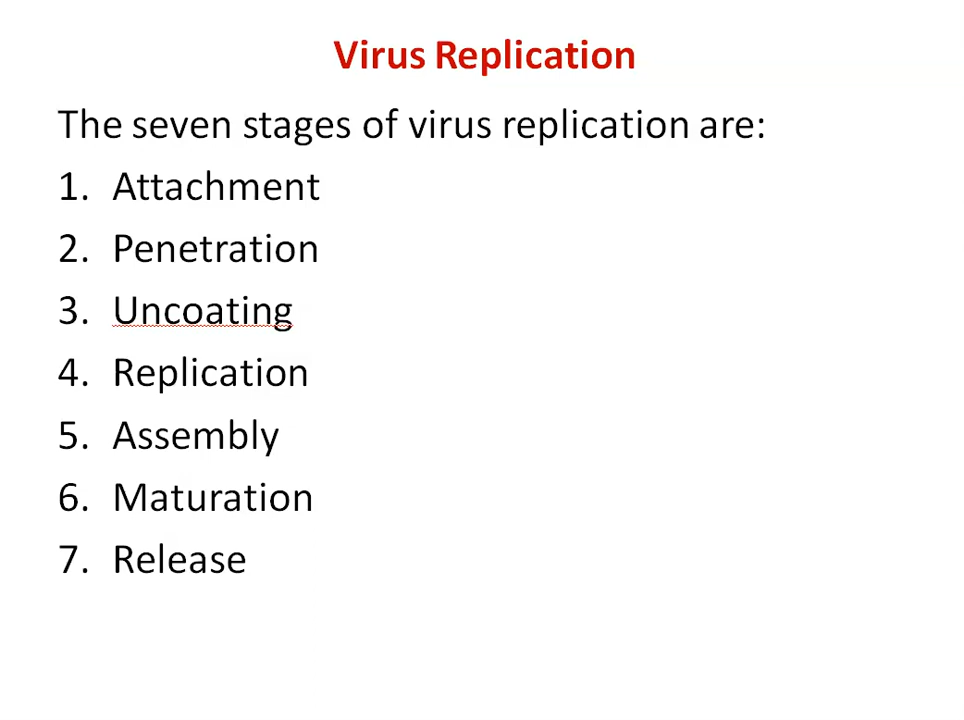 Virus Replication
The seven stages of virus replication are:
1. Attachment
2. Penetration
3. Uncoating
4. Replication
5. Assembly
6. Maturation
7. Release